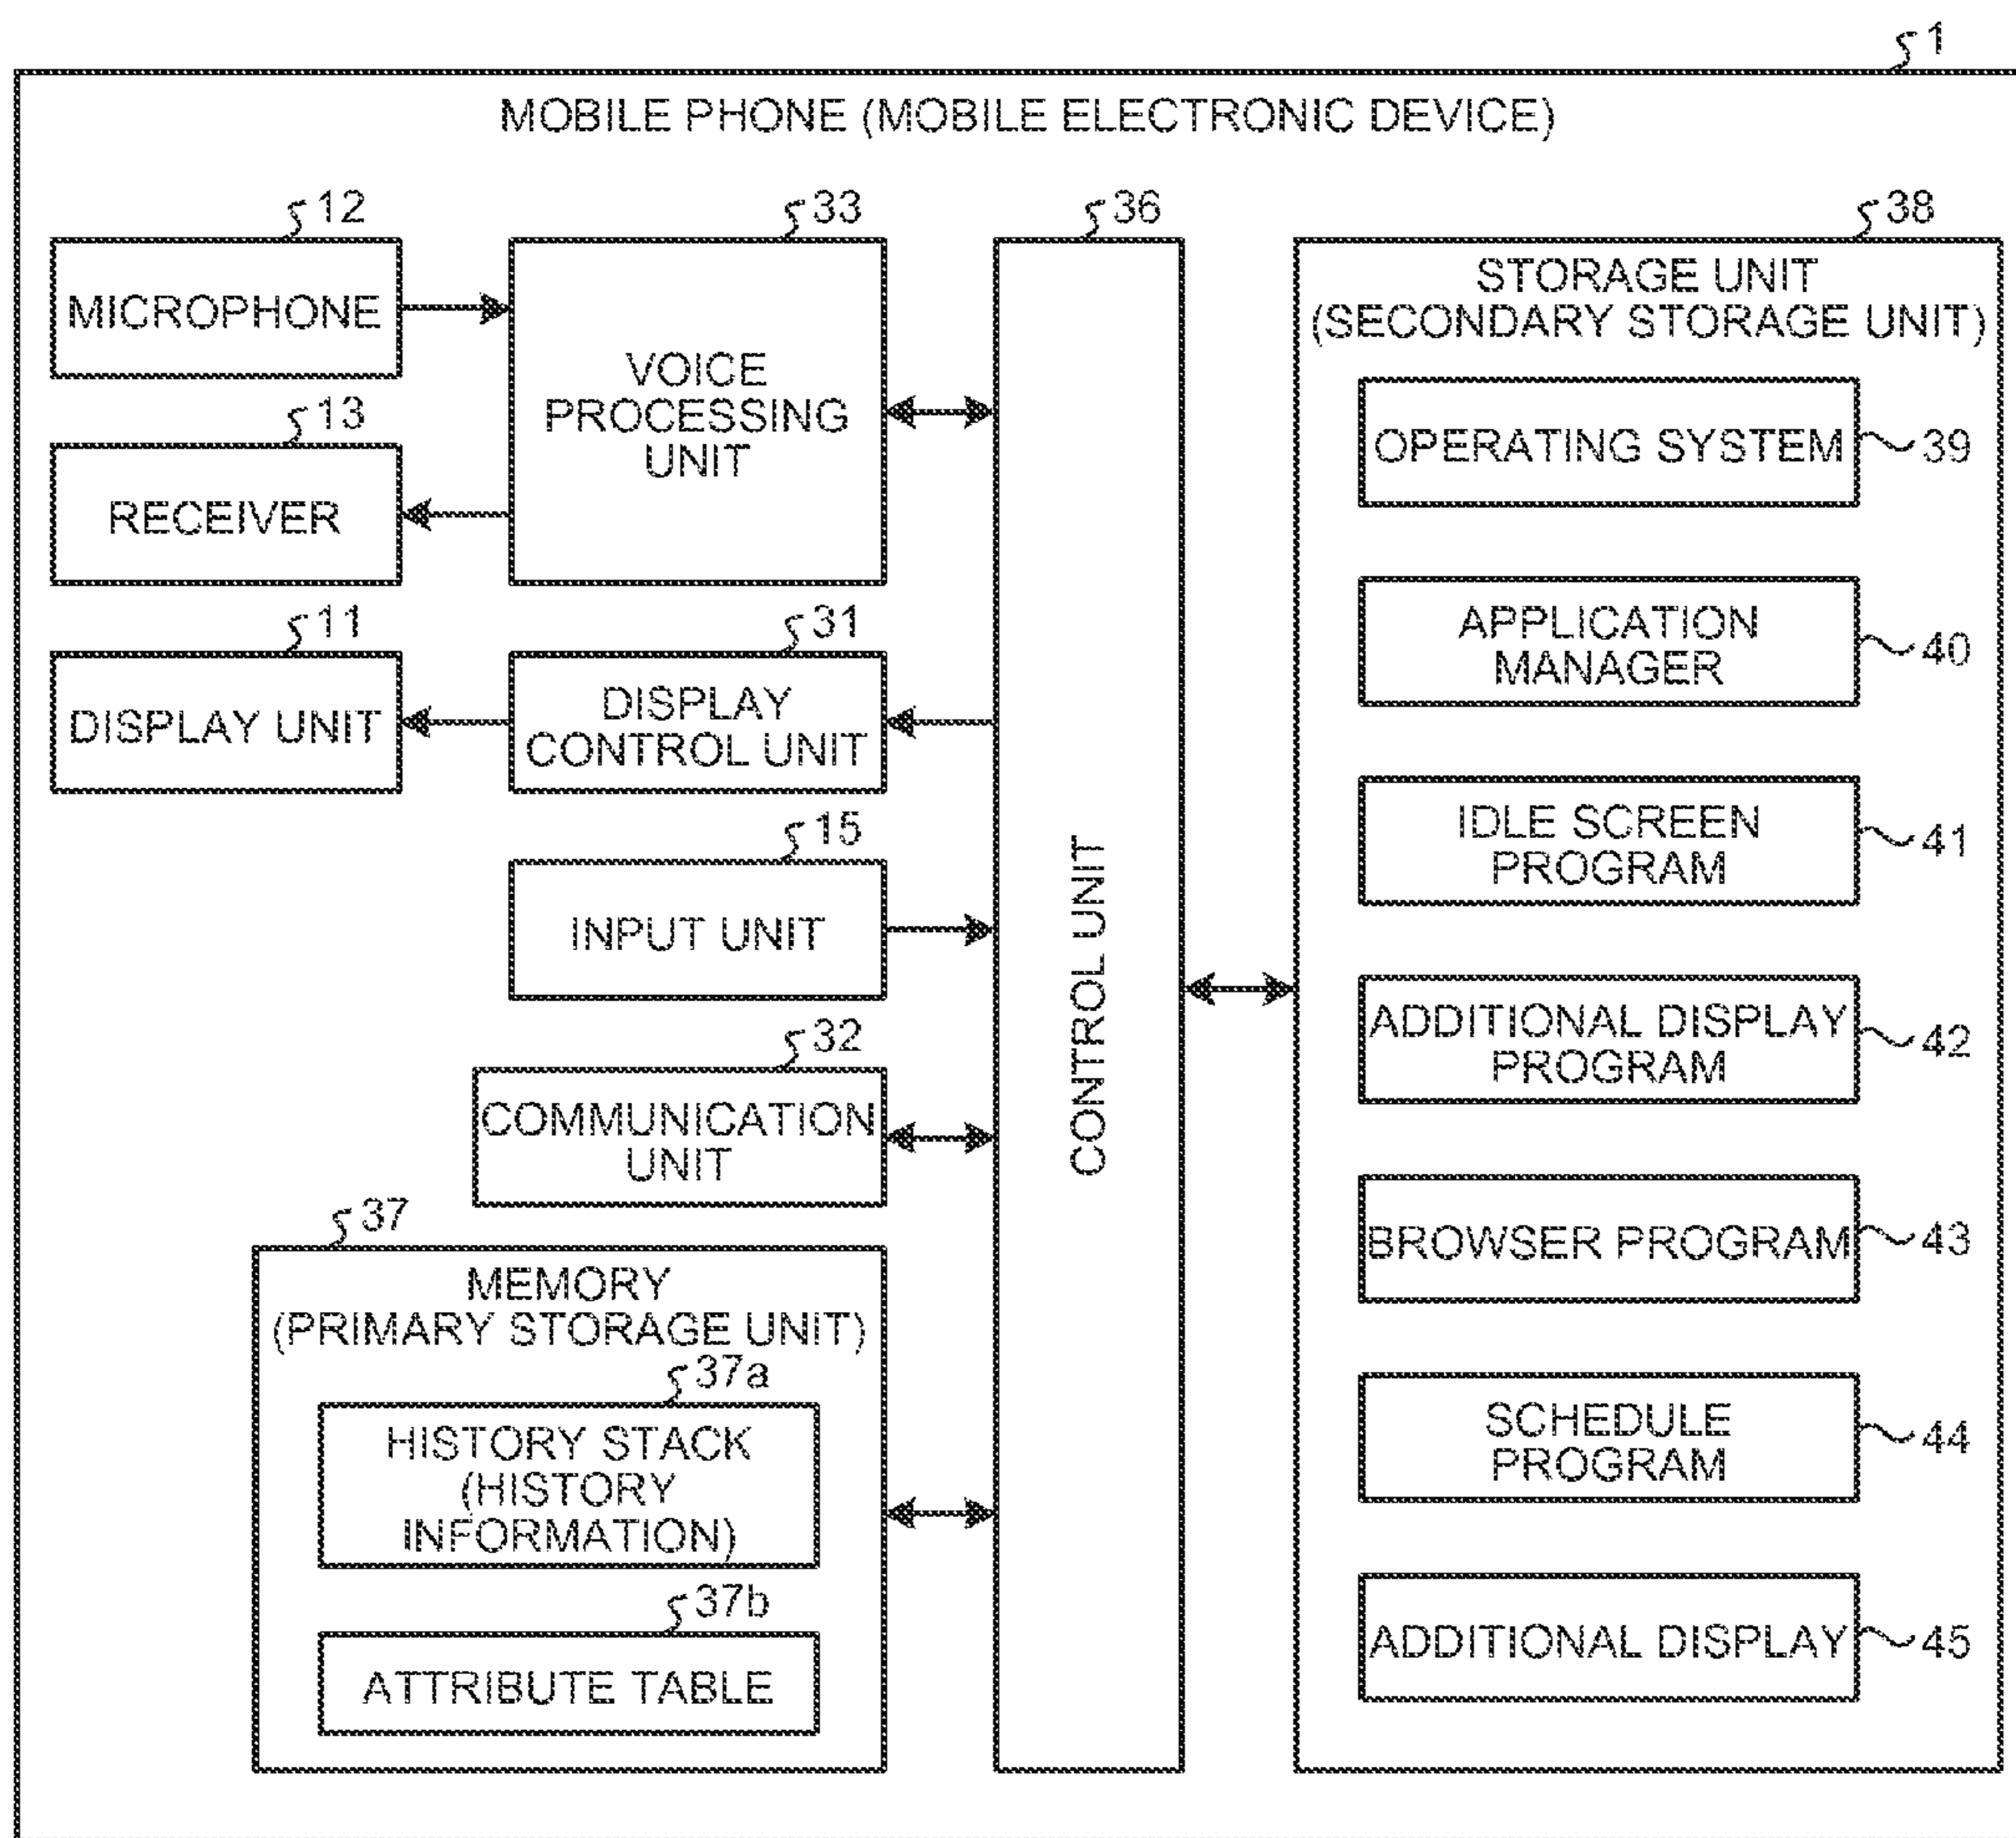 1
MOBILE PHONE (MOBILE ELECTRONIC DEVICE)
12
MICROPHONE
13
RECEIVER
33
VOICE
PROCESSING
UNIT
11
DISPLAY UNIT
31
DISPLAY
CONTROL UNIT
15
INPUT UNIT
32
COMMUNICATION
UNIT
37
MEMORY
(PRIMARY STORAGE UNIT)
37a
HISTORY STACK
(HISTORY
INFORMATION)
37b
ATTRIBUTE TABLE
36
CONTROL UNIT
38
STORAGE UNIT
(SECONDARY STORAGE UNIT)
OPERATING SYSTEM
39
APPLICATION
MANAGER
40
IDLE SCREEN
PROGRAM
41
ADDITIONAL DISPLAY
PROGRAM
42
BROWSER PROGRAM
43
SCHEDULE
PROGRAM
44
ADDITIONAL DISPLAY
45